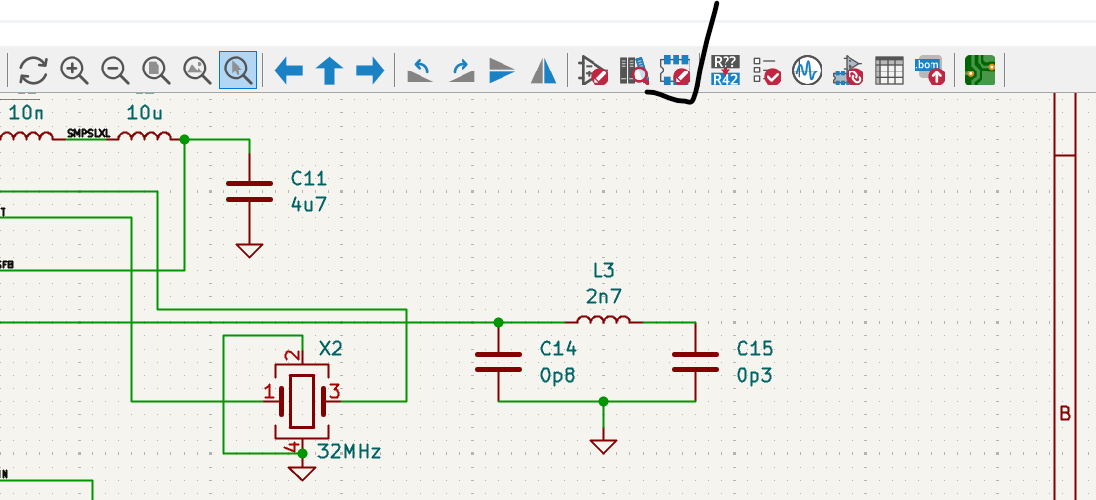 R??
R42
.bom
10n
10u
SMPSLXL
C11
4u7
T
SFB
L3
2n7
X2
2
C14
0p8
C15
0p3
1
3
B
4
32MHz
IN